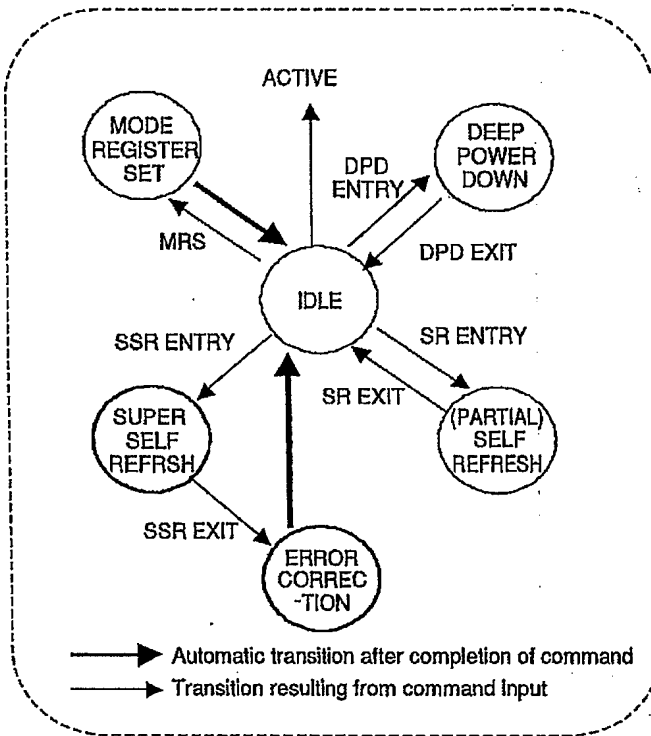 ACTIVE
MODE
REGISTER
SET
DEEP
POWER
DOWN
DPD
ENTRY
MRS
DPD EXIT
IDLE
SSR ENTRY
SR ENTRY
SR EXIT
SUPER
SELF
REFRSH
(PARTIAL)
SELF
REFRESH
SSR EXIT
ERROR
CORREC
-TION
Automatic transition after completion of command
Transition resulting from command input